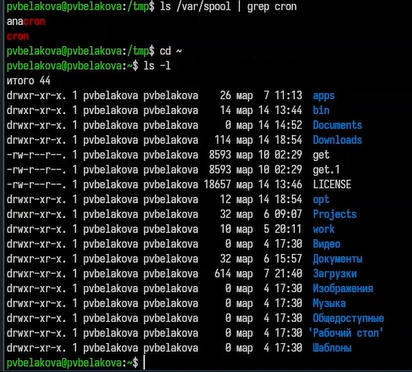 pvbelakova@pvbelakova:/tmp$ ls /var/spool | grep cron
anacron
cron
pvbelakova@pvbelakova:/tmp$ cd ~
pvbelakova@pvbelakova:~$ ls -l
итого 44
drwxr-xr-x. 1 pvbelakova pvbelakova 26 мар 7 11:13 apps
drwxr-xr-x. 1 pvbelakova pvbelakova 14 мар 14 13:44 bin
drwxr-xr-x. 1 pvbelakova pvbelakova 0 мар 14 14:52 Documents
drwxr-xr-x. 1 pvbelakova pvbelakova 114 мар 14 18:54 Downloads
-rw-r--r--. 1 pvbelakova pvbelakova 8593 мар 10 02:29 get
-rw-r--r--. 1 pvbelakova pvbelakova 8593 мар 10 02:29 get.1
-rw-r--r--. 1 pvbelakova pvbelakova 18657 мар 14 13:46 LICENSE
drwxr-xr-x. 1 pvbelakova pvbelakova 12 мар 14 18:54 opt
drwxr-xr-x. 1 pvbelakova pvbelakova 32 мар 6 09:07 Projects
drwxr-xr-x. 1 pvbelakova pvbelakova 10 мар 5 20:11 work
drwxr-xr-x. 1 pvbelakova pvbelakova 0 мар 4 17:30 Видео
drwxr-xr-x. 1 pvbelakova pvbelakova 32 мар 6 15:57 Документы
drwxr-xr-x. 1 pvbelakova pvbelakova 614 мар 7 21:40 Загрузки
drwxr-xr-x. 1 pvbelakova pvbelakova 0 мар 4 17:30 Изображения
drwxr-xr-x. 1 pvbelakova pvbelakova 0 мар 4 17:30 Музыка
drwxr-xr-x. 1 pvbelakova pvbelakova 0 мар 4 17:30 Общедоступные
drwxr-xr-x. 1 pvbelakova pvbelakova 0 мар 4 17:30 'Рабочий стол'
drwxr-xr-x. 1 pvbelakova pvbelakova 0 мар 4 17:30 Шаблоны
pvbelakova@pvbelakova:~$